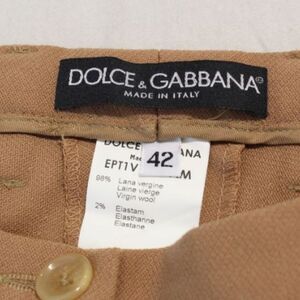 DOLCE & GABBANA
MADE IN ITALY
42
DOLCE ANA
EPT1V M
98% Lana vergine
Laine vierge
Virgin wool
2% Elastam
Elasthanne
Elastane